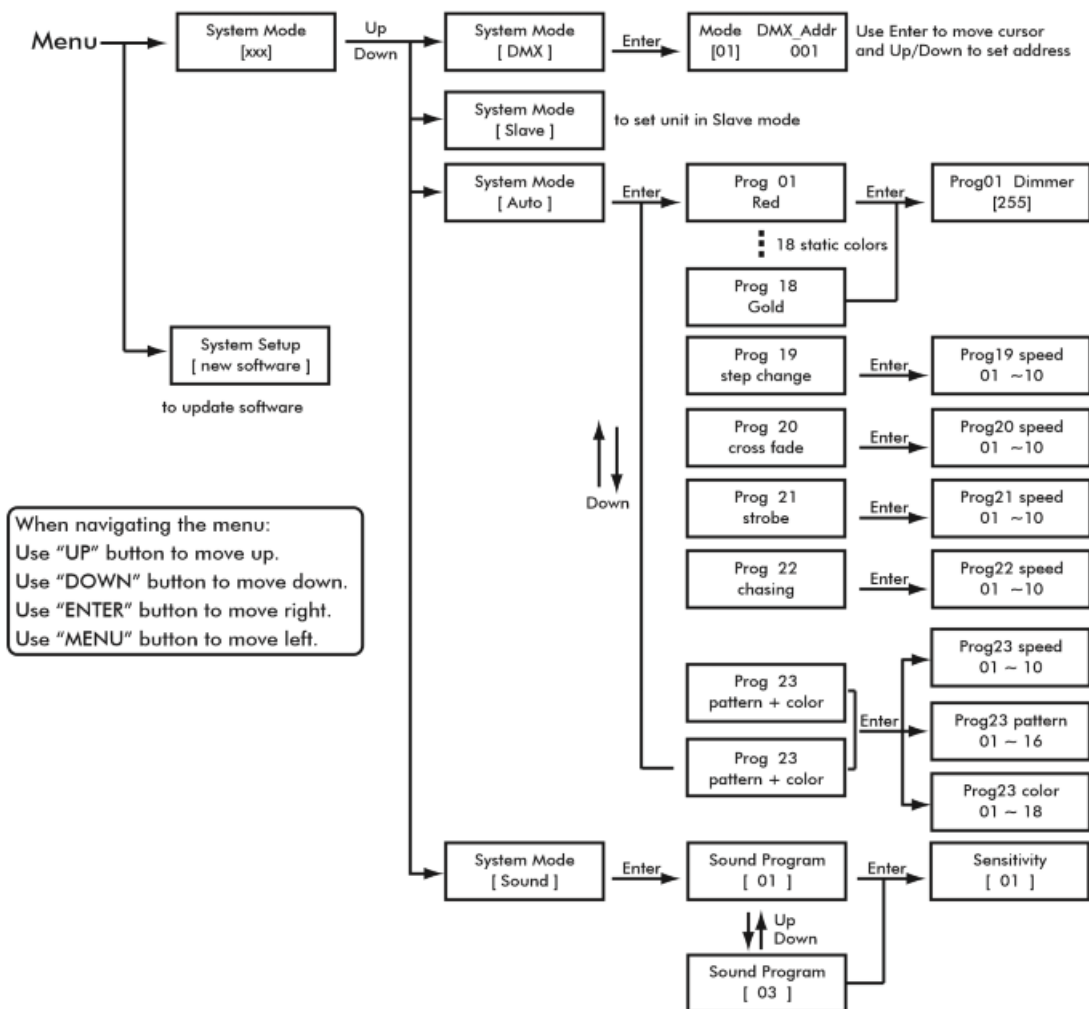 Menu
System Mode
[xxx]
Up
Down
System Mode
[ DMX ]
Enter
Mode DMX_Addr
[01] 001
Use Enter to move cursor
and Up/Down to set address
System Mode
[ Slave ]
to set unit in Slave mode
System Mode
[ Auto ]
Enter
Prog 01
Red
Enter
Prog01 Dimmer
[255]
18 static colors
Prog 18
Gold
System Setup
[ new software ]
to update software
Prog 19
step change
Enter
Prog19 speed
01 ~10
Prog 20
cross fade
Enter
Prog20 speed
01 ~10
Down
Prog 21
strobe
Enter
Prog21 speed
01 ~10
Prog 22
chasing
Enter
Prog22 speed
01 ~10
When navigating the menu:
Use “UP” button to move up.
Use “DOWN” button to move down.
Use “ENTER” button to move right.
Use “MENU” button to move left.
Prog 23
pattern + color
Prog 23
pattern + color
Enter
Prog23 speed
01 ~ 10
Prog23 pattern
01 ~ 16
Prog23 color
01 ~ 18
System Mode
[ Sound ]
Enter
Sound Program
[ 01 ]
Enter
Sensitivity
[ 01 ]
Up
Down
Sound Program
[ 03 ]